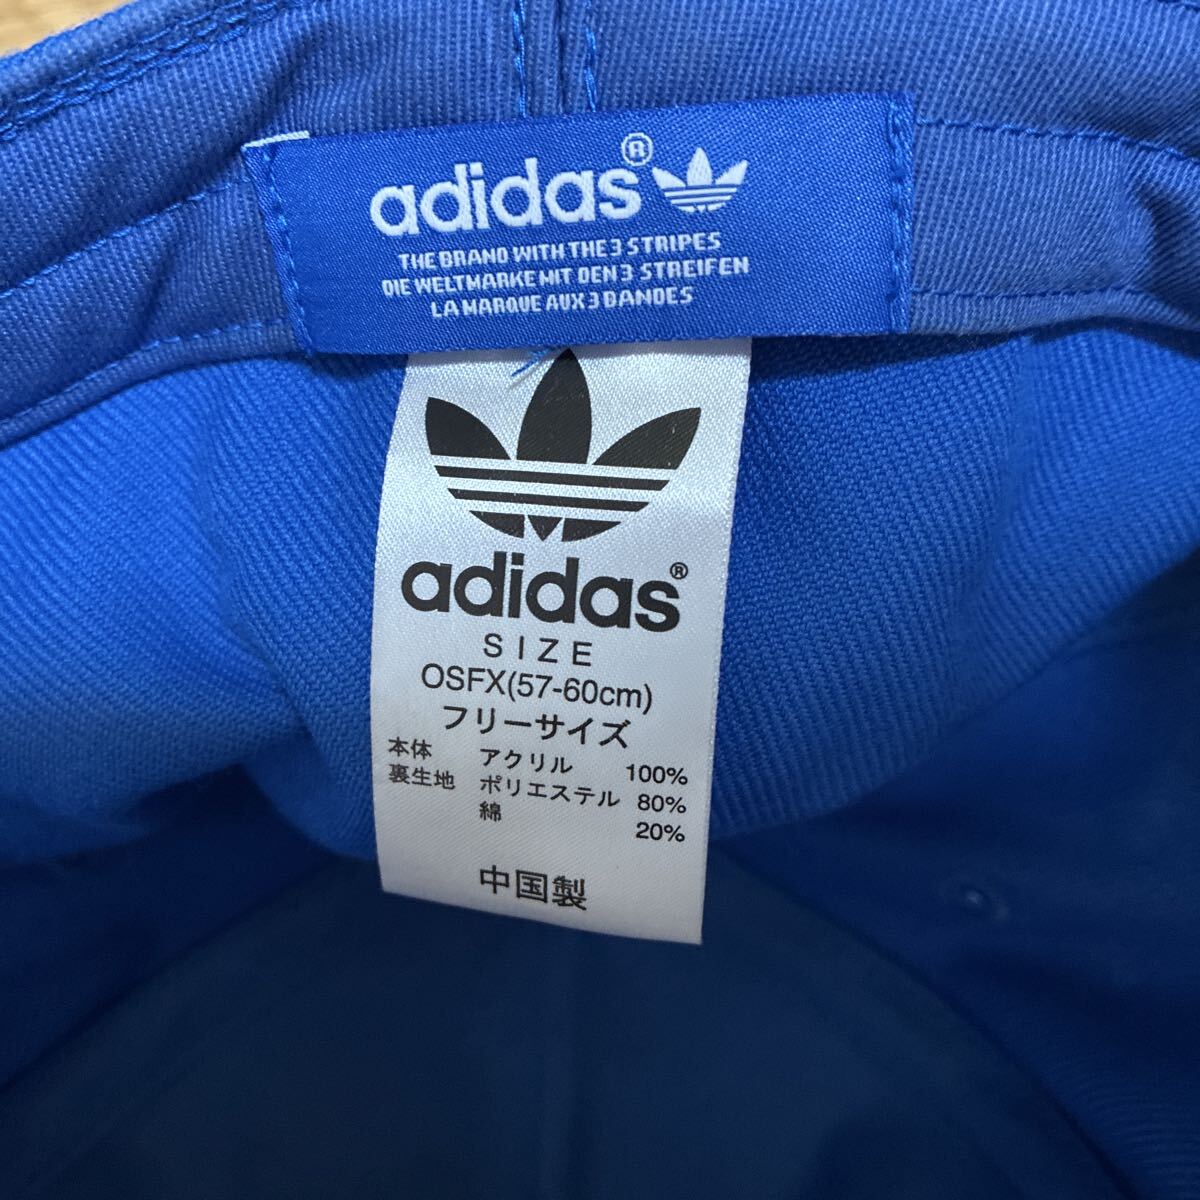 adidas®
THE BRAND WITH THE 3 STRIPES
DIE WELTMARKE MIT DEN 3 STREIFEN
LA MARQUE AUX 3 BANDES
adidas®
SIZE
OSFX(57-60cm)
フリーサイズ
本体 アクリル 100%
裏生地 ポリエステル 80%
綿 20%
中国製